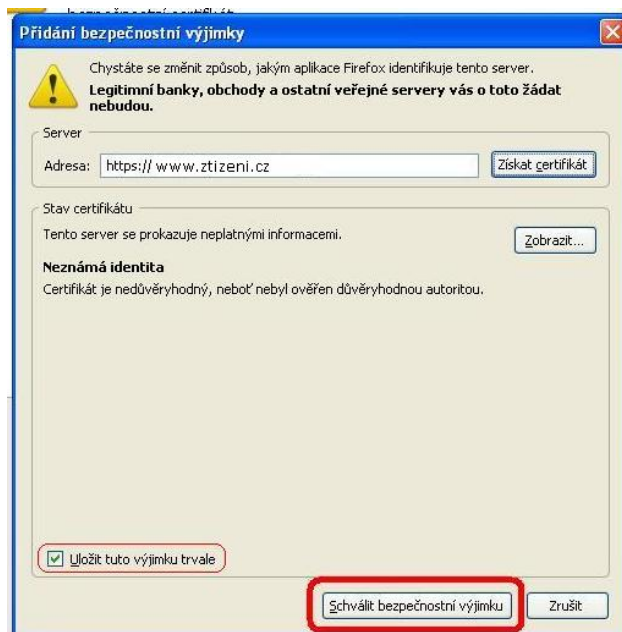 Přidání bezpečnostní výjimky
Chystáte se změnit způsob, jakým aplikace Firefox identifikuje tento server.
Legitimní banky, obchody a ostatní veřejné servery vás o toto žádat
nebudou.
Server
Adresa: https:// www.ztizeni.cz Získat certifikát
Stav certifikátu
Tento server se prokazuje neplatnými informacemi. Zobrazit...
Neznámá identita
Certifikát je nedůvěryhodný, neboť nebyl ověřen důvěryhodnou autoritou.
Uložit tuto výjimku trvale
Schválit bezpečnostní výjimku Zrušit